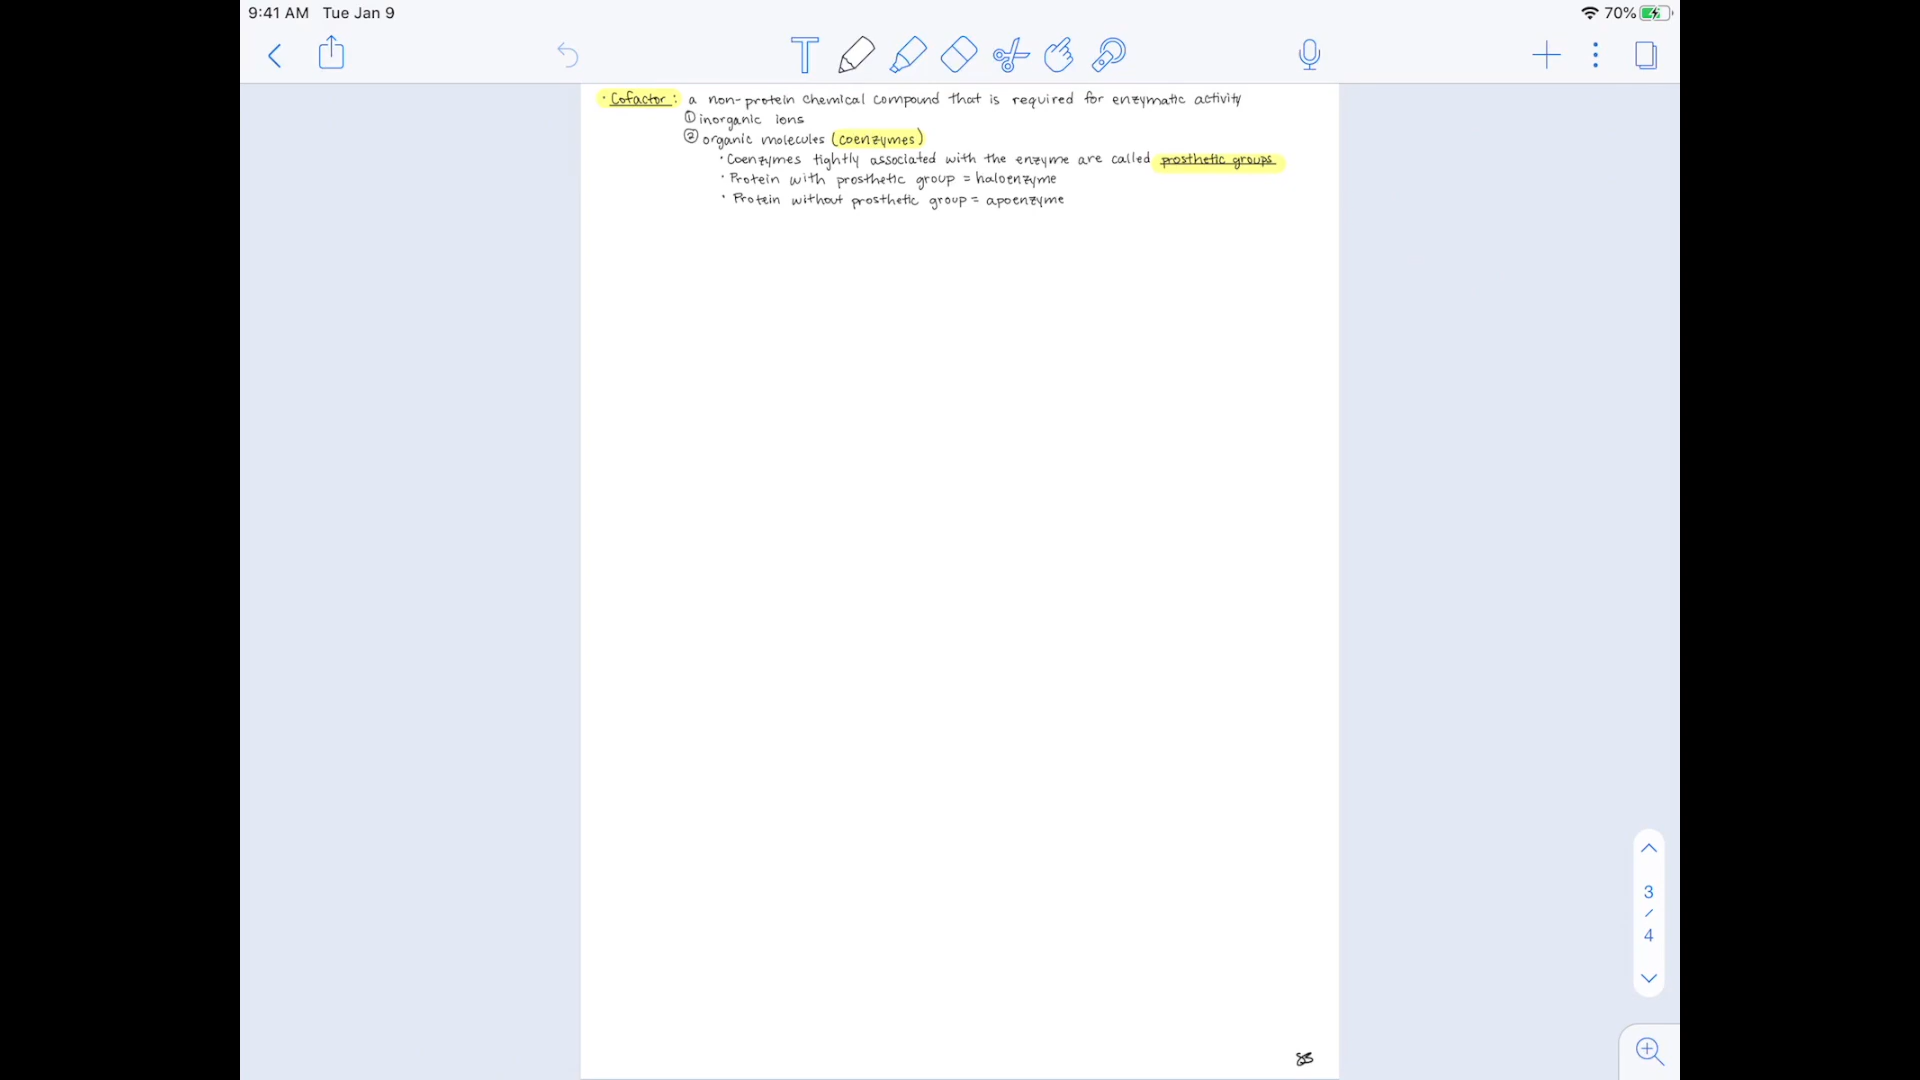 9:41 AM Tue Jan 9
70%
T
· Cofactor: a non-protein chemical compound that is required for enzymatic activity
① inorganic ions
② organic molecules (coenzymes)
· Coenzymes tightly associated with the enzyme are called prosthetic groups
· Protein with prosthetic group = haloenzyme
· Protein without prosthetic group = apoenzyme
3
/
4